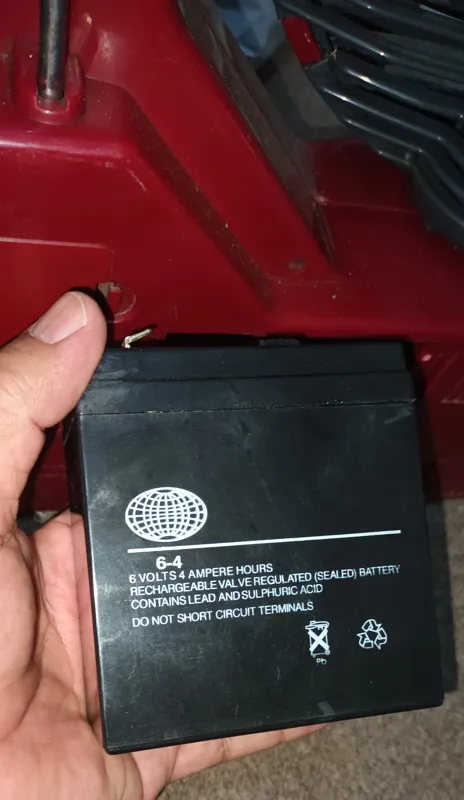 6-4
6 VOLTS 4 AMPERE HOURS
RECHARGEABLE VALVE REGULATED (SEALED) BATTERY
CONTAINS LEAD AND SULPHURIC ACID
DO NOT SHORT CIRCUIT TERMINALS
Pb